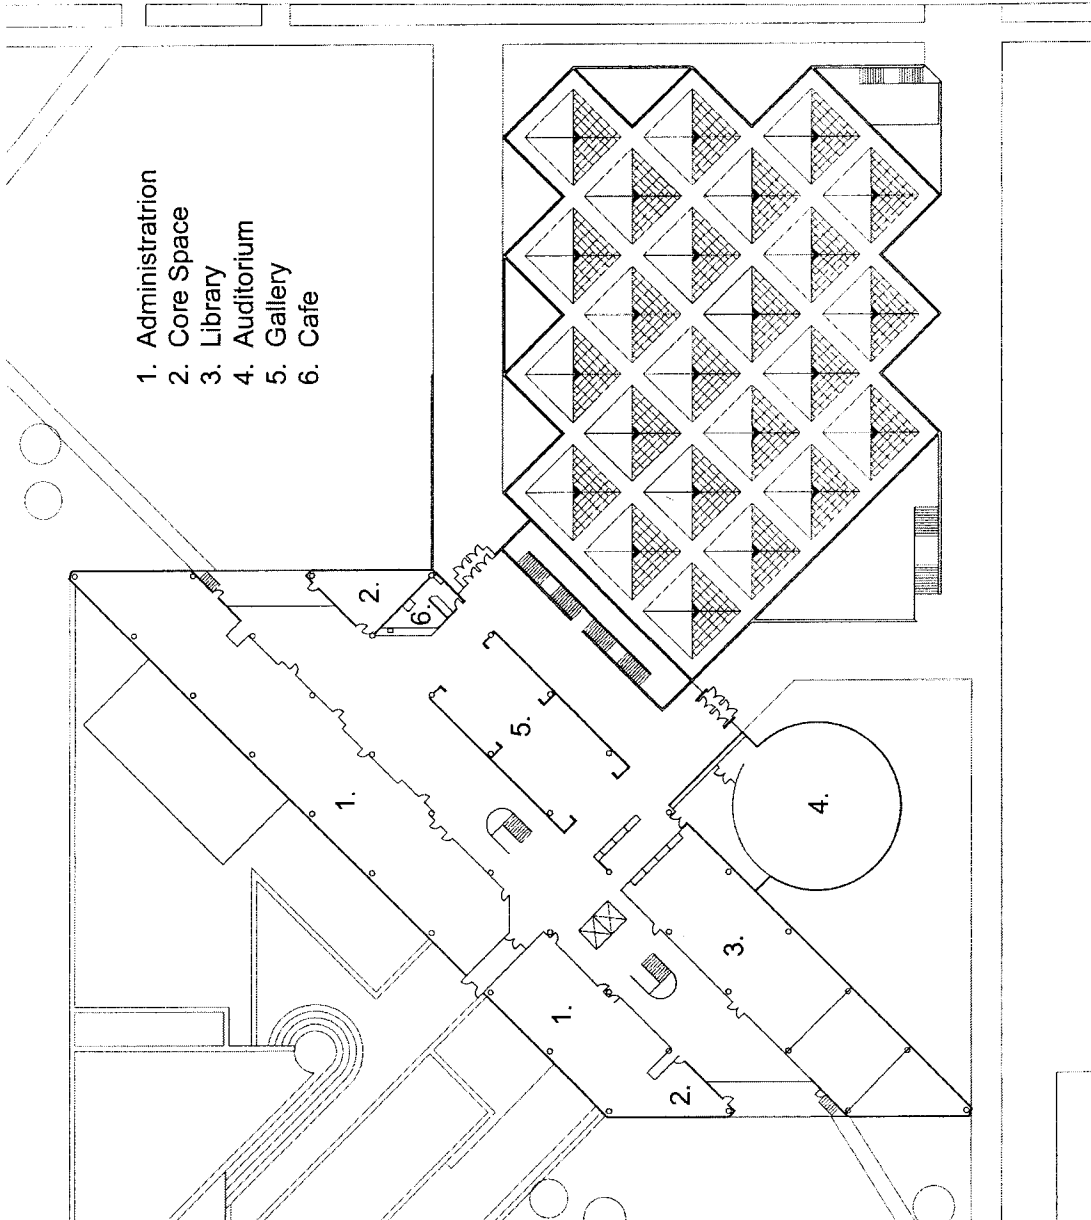 1. Administratrion
2. Core Space
3. Library
4. Auditorium
5. Gallery
6. Cafe
2.
6.
1.
5.
4.
3.
1.
2.